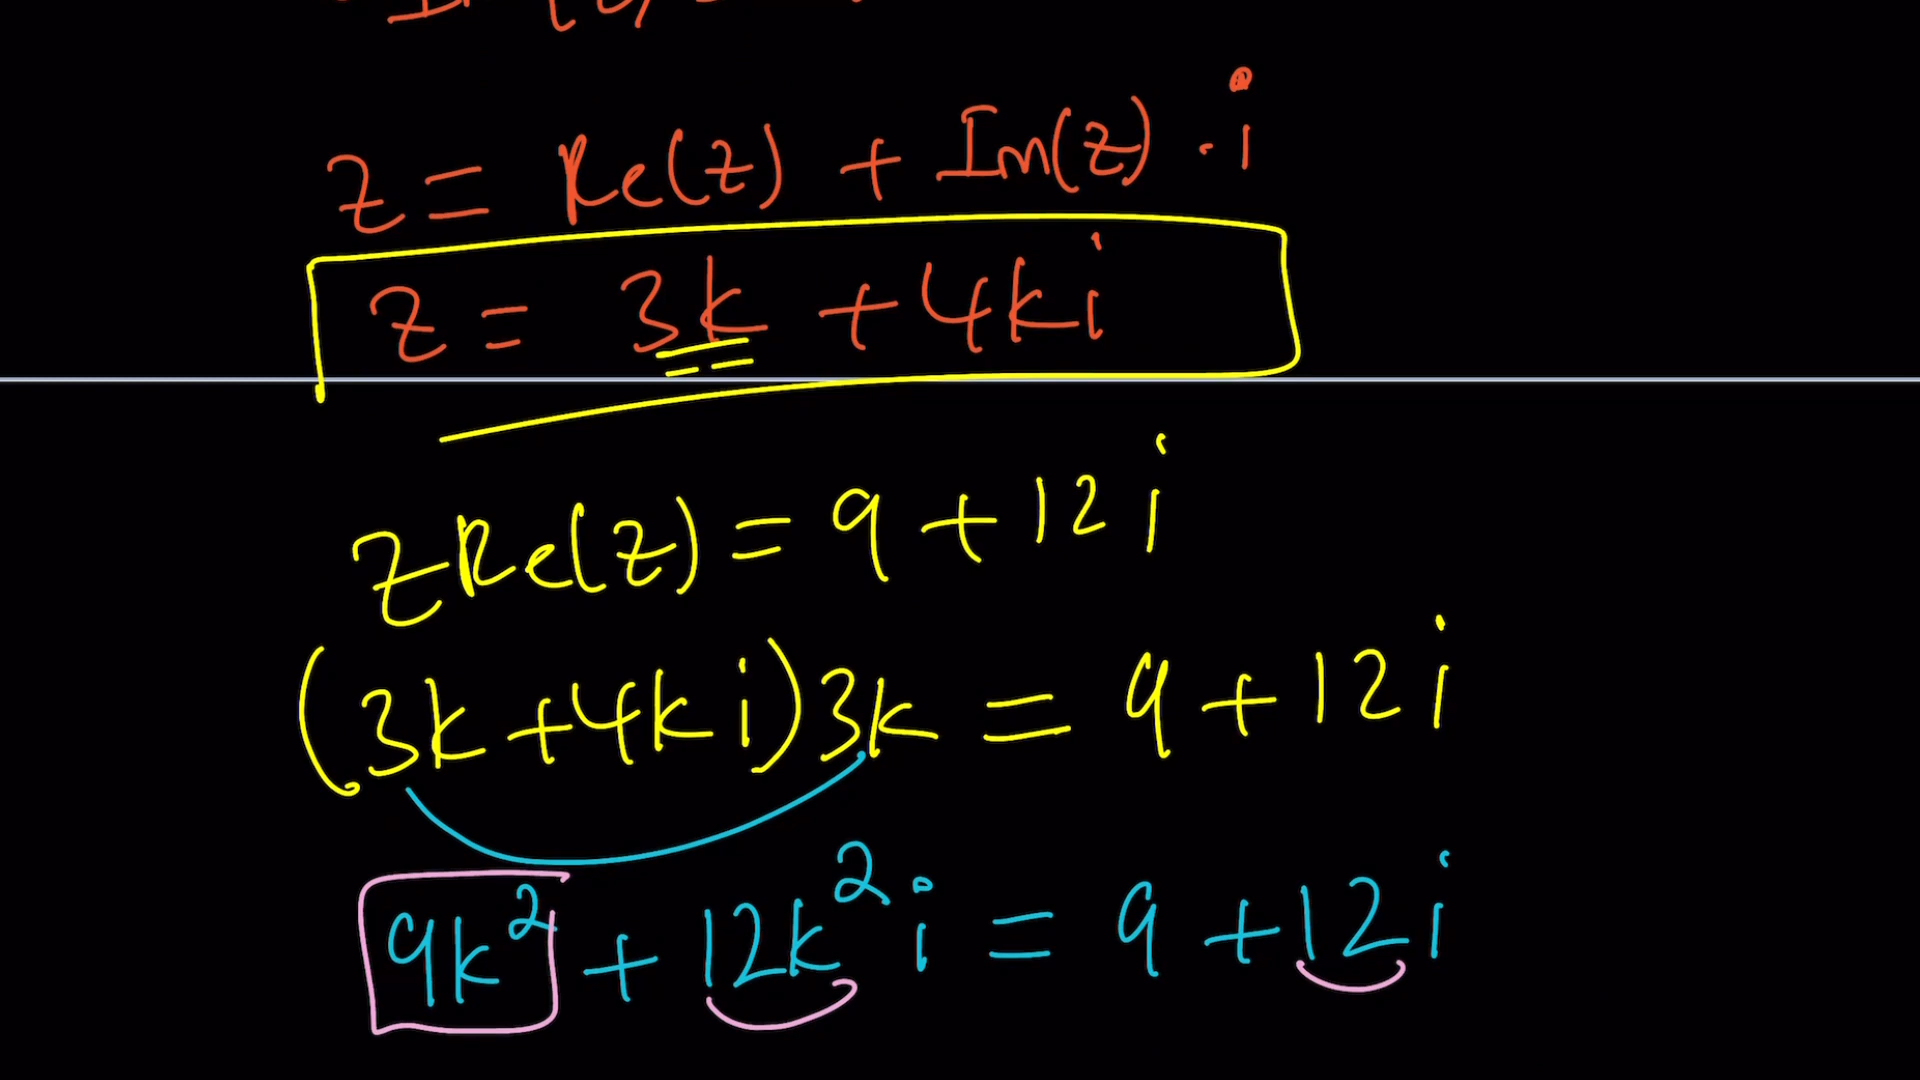 z = Re(z) + Im(z) · i
z = 3k + 4ki
zRe(z) = 9 + 12i
(3k + 4ki)3k = 9 + 12i
9k² + 12k²i = 9 + 12i